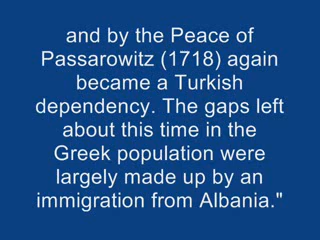 and by the Peace of
Passarowitz (1718) again
became a Turkish
dependency. The gaps left
about this time in the
Greek population were
largely made up by an
immigration from Albania."